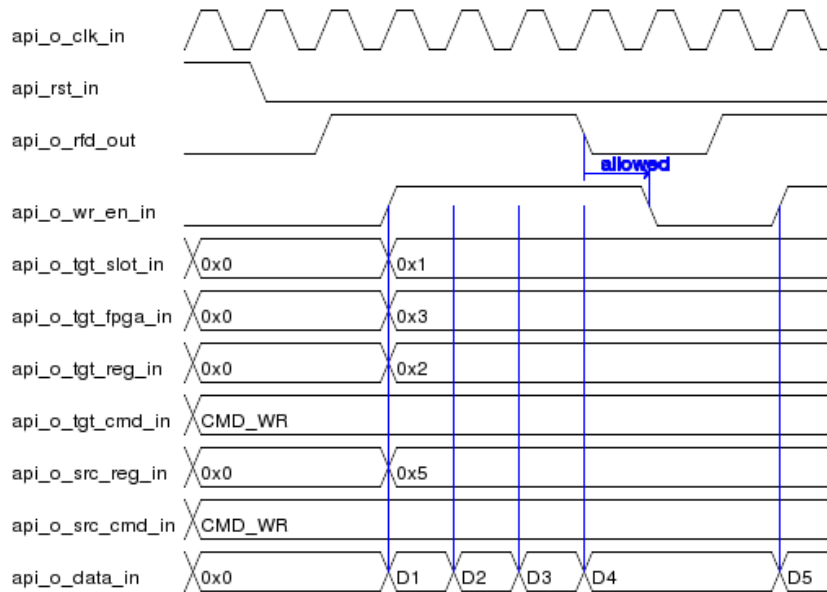 api_o_clk_in
api_rst_in
api_o_rfd_out
allowed
api_o_wr_en_in
api_o_tgt_slot_in 0x0 0x1
api_o_tgt_fpga_in 0x0 0x3
api_o_tgt_reg_in 0x0 0x2
api_o_tgt_cmd_in CMD_WR
api_o_src_reg_in 0x0 0x5
api_o_src_cmd_in CMD_WR
api_o_data_in 0x0 D1 D2 D3 D4 D5